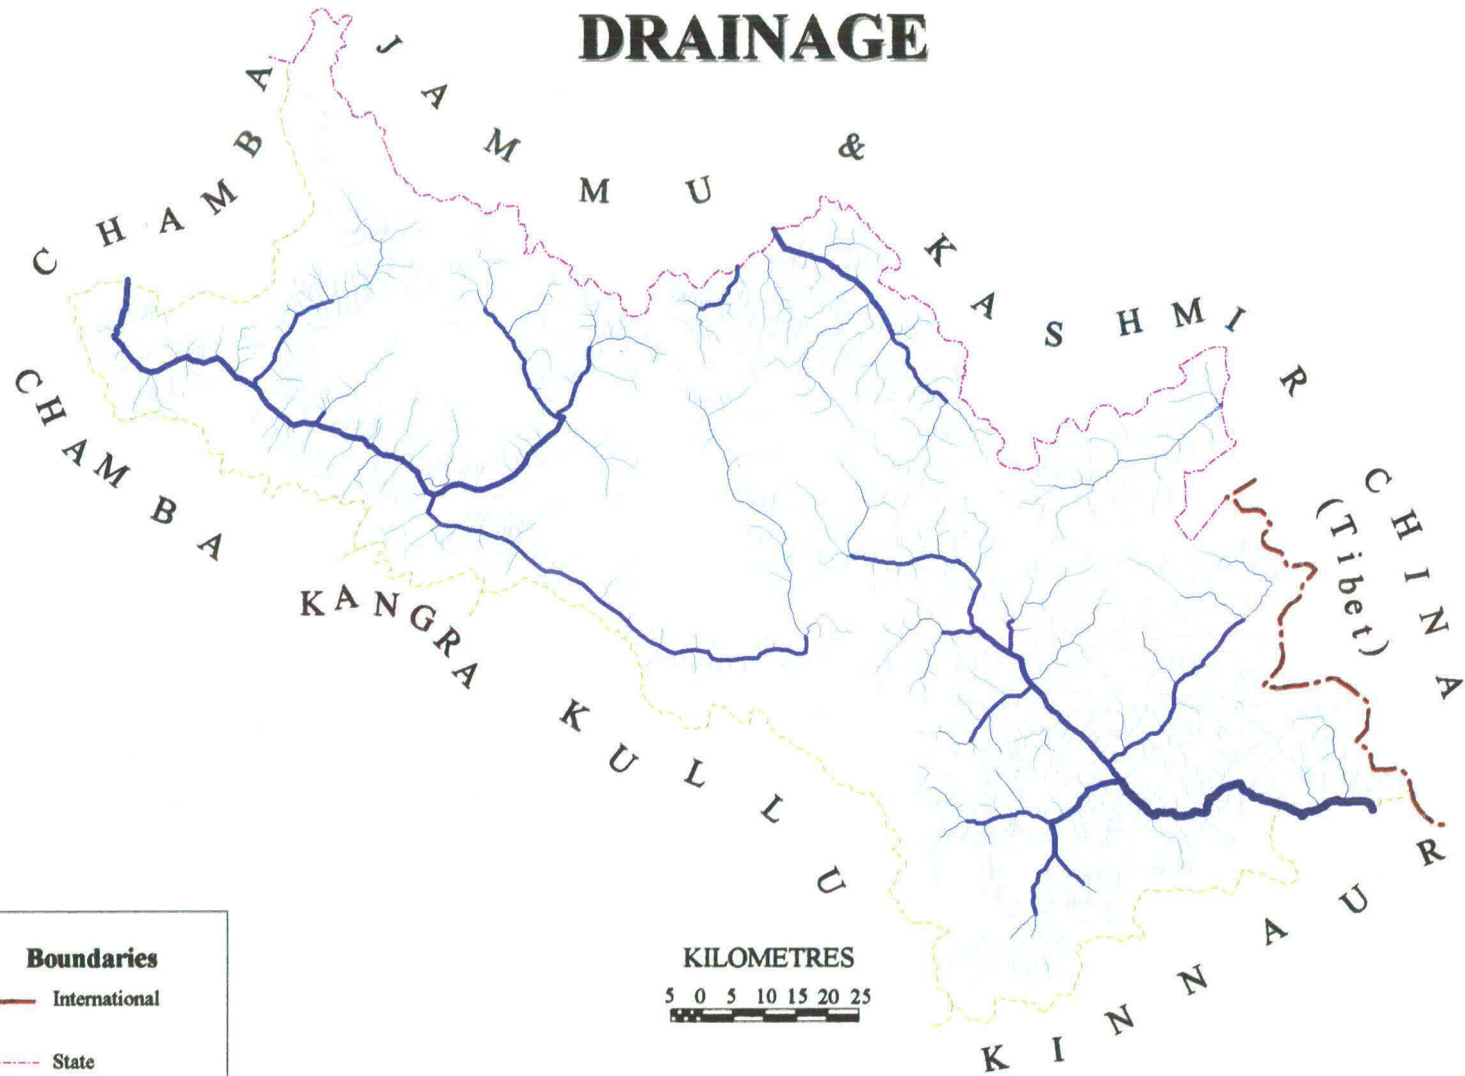 DRAINAGE
CHAMBA
JAMMU & KASHMIR
CHAMBA
KANGRA
KULLU
CHINA
(Tibet)
KINNAUR
KILOMETRES
5 0 5 10 15 20 25
Boundaries
International
State